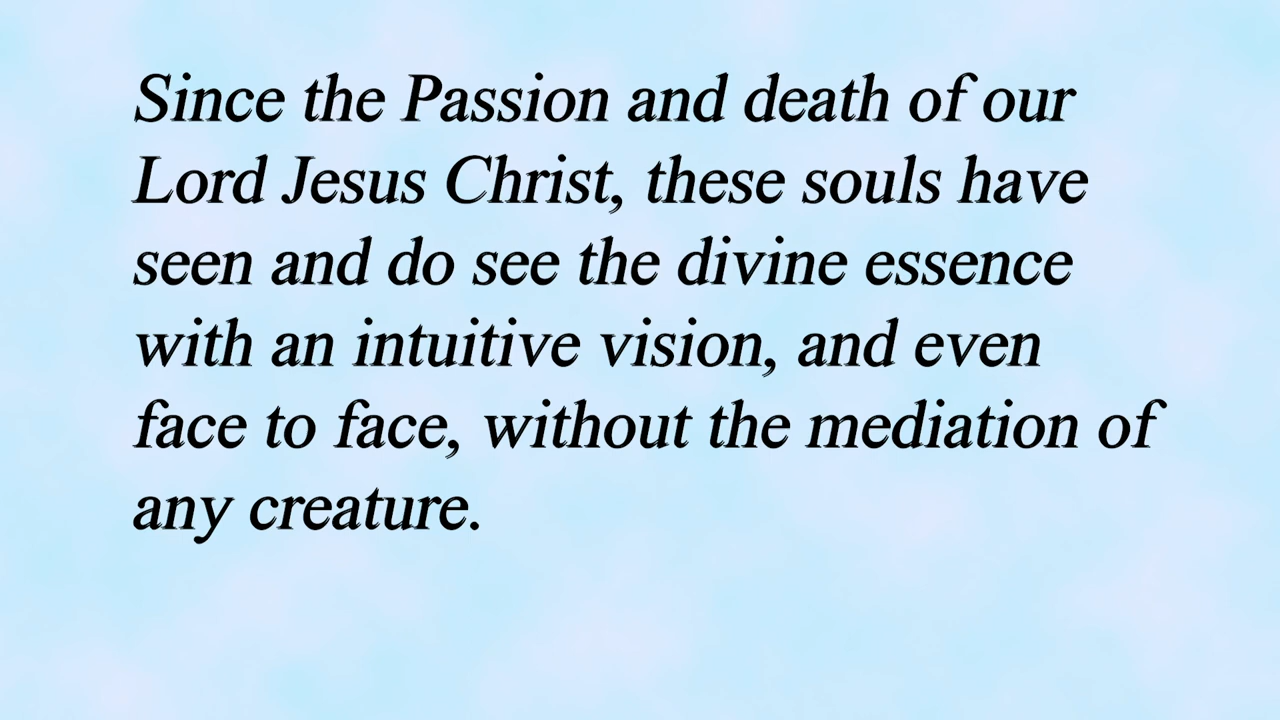 Since the Passion and death of our
Lord Jesus Christ, these souls have
seen and do see the divine essence
with an intuitive vision, and even
face to face, without the mediation of
any creature.